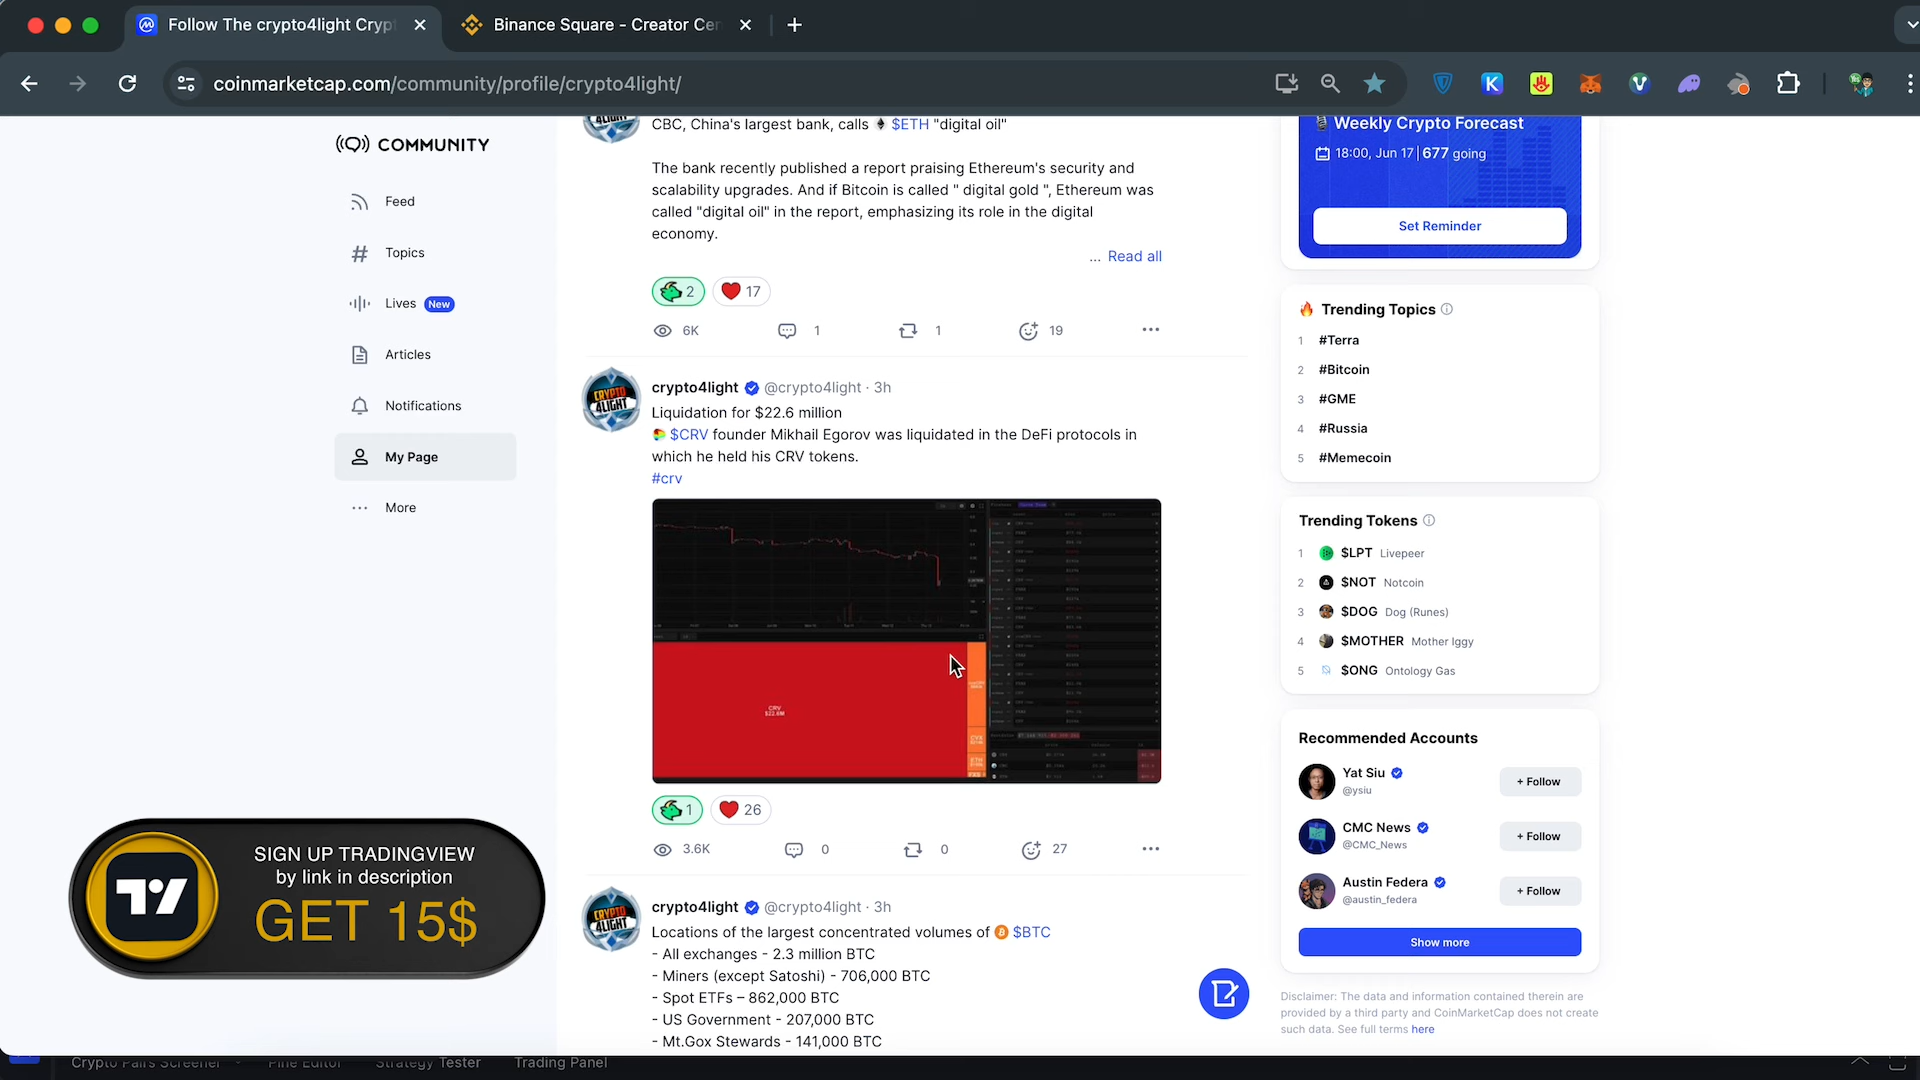 Follow The crypto4light Cryp
Binance Square - Creator Cen
coinmarketcap.com/community/profile/crypto4light/
COMMUNITY
Feed
Topics
Lives New
Articles
Notifications
My Page
More
CBC, China's largest bank, calls $ETH "digital oil"
The bank recently published a report praising Ethereum's security and
scalability upgrades. And if Bitcoin is called " digital gold ", Ethereum was
called "digital oil" in the report, emphasizing its role in the digital
economy.
... Read all
2 17
6K 1 1 19
crypto4light @crypto4light · 3h
Liquidation for $22.6 million
$CRV founder Mikhail Egorov was liquidated in the DeFi protocols in
which he held his CRV tokens.
#crv
CRV
$22.6M
1 26
3.6K 0 0 27
crypto4light @crypto4light · 3h
Locations of the largest concentrated volumes of $BTC
- All exchanges - 2.3 million BTC
- Miners (except Satoshi) - 706,000 BTC
- Spot ETFs – 862,000 BTC
- US Government - 207,000 BTC
- Mt.Gox Stewards - 141,000 BTC
Weekly Crypto Forecast
18:00, Jun 17 | 677 going
Set Reminder
Trending Topics
1 #Terra
2 #Bitcoin
3 #GME
4 #Russia
5 #Memecoin
Trending Tokens
1 $LPT Livepeer
2 $NOT Notcoin
3 $DOG Dog (Runes)
4 $MOTHER Mother Iggy
5 $ONG Ontology Gas
Recommended Accounts
Yat Siu
@ysiu
+ Follow
CMC News
@CMC_News
+ Follow
Austin Federa
@austin_federa
+ Follow
Show more
Disclaimer: The data and information contained therein are
provided by a third party and CoinMarketCap does not create
such data. See full terms here
SIGN UP TRADINGVIEW
by link in description
GET 15$
Crypto Pairs Screener Pine Editor Strategy Tester Trading Panel